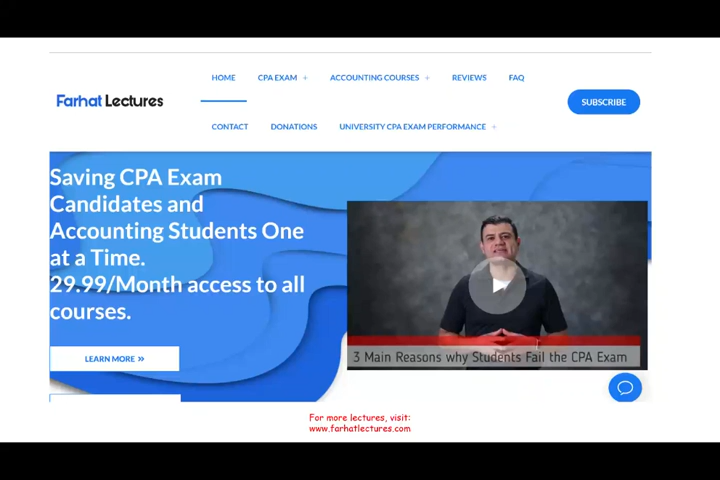 HOME
CPA EXAM +
ACCOUNTING COURSES +
REVIEWS
FAQ
Farhat Lectures
SUBSCRIBE
CONTACT
DONATIONS
UNIVERSITY CPA EXAM PERFORMANCE +
Saving CPA Exam
Candidates and
Accounting Students One
at a Time.
29.99/Month access to all
courses.
LEARN MORE »
3 Main Reasons why Students Fail the CPA Exam
For more lectures, visit:
www.farhatlectures.com